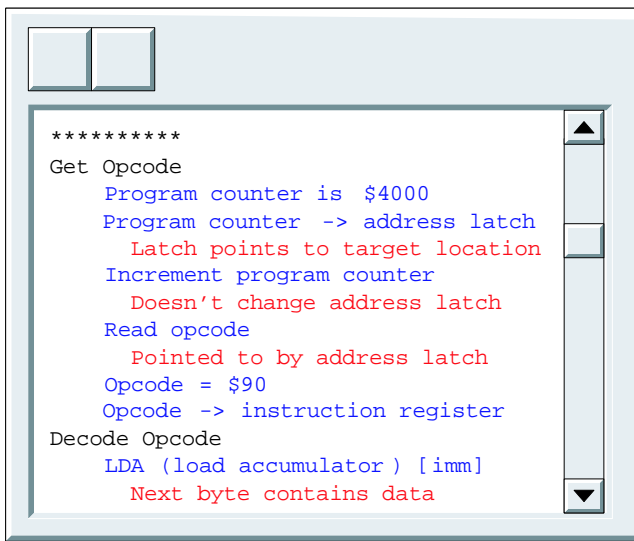 **********
Get Opcode
Program counter is $4000
Program counter -> address latch
Latch points to target location
Increment program counter
Doesn't change address latch
Read opcode
Pointed to by address latch
Opcode = $90
Opcode -> instruction register
Decode Opcode
LDA (load accumulator) [imm]
Next byte contains data